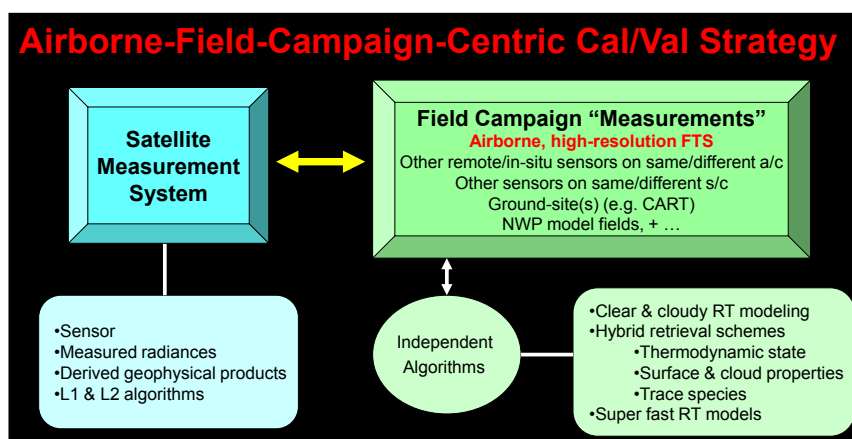 Airborne-Field-Campaign-Centric Cal/Val Strategy
Satellite
Measurement
System
Field Campaign “Measurements”
Airborne, high-resolution FTS
Other remote/in-situ sensors on same/different a/c
Other sensors on same/different s/c
Ground-site(s) (e.g. CART)
NWP model fields, + …
•Sensor
•Measured radiances
•Derived geophysical products
•L1 & L2 algorithms
Independent
Algorithms
•Clear & cloudy RT modeling
•Hybrid retrieval schemes
•Thermodynamic state
•Surface & cloud properties
•Trace species
•Super fast RT models